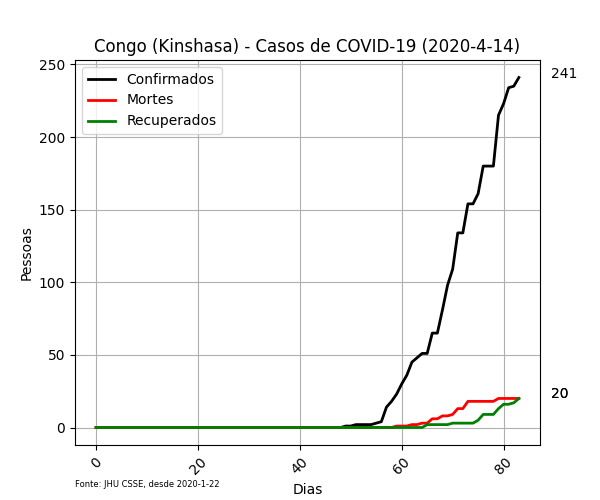 Congo (Kinshasa) - Casos de COVID-19 (2020-4-14)
250
200
150
100
50
0
Pessoas
Confirmados
Mortes
Recuperados
241
20
0
20
40
60
80
Dias
Fonte: JHU CSSE, desde 2020-1-22